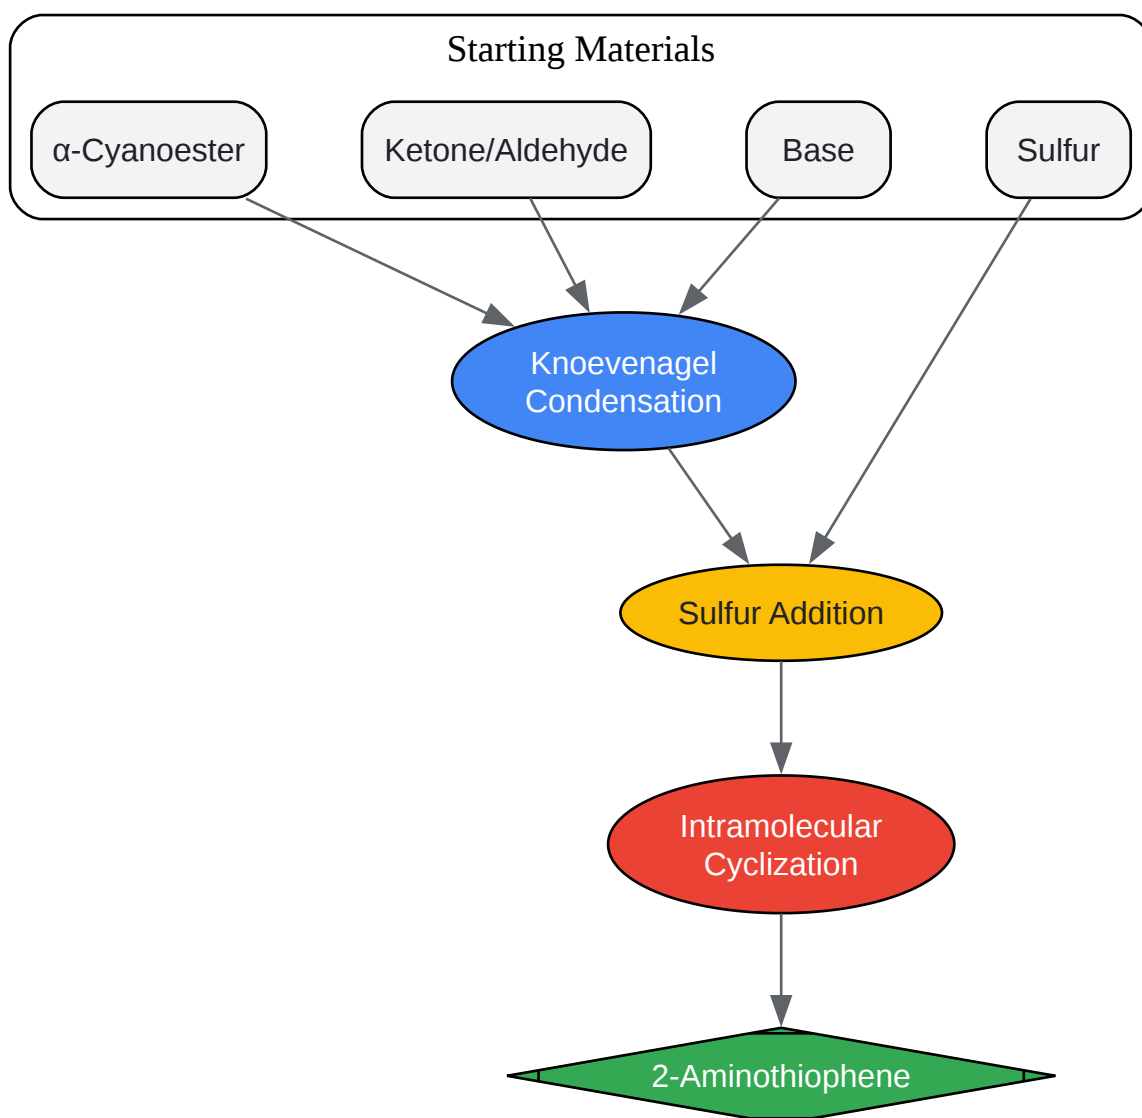 Starting Materials
α-Cyanoester
Ketone/Aldehyde
Base
Sulfur
Knoevenagel
Condensation
Sulfur Addition
Intramolecular
Cyclization
2-Aminothiophene